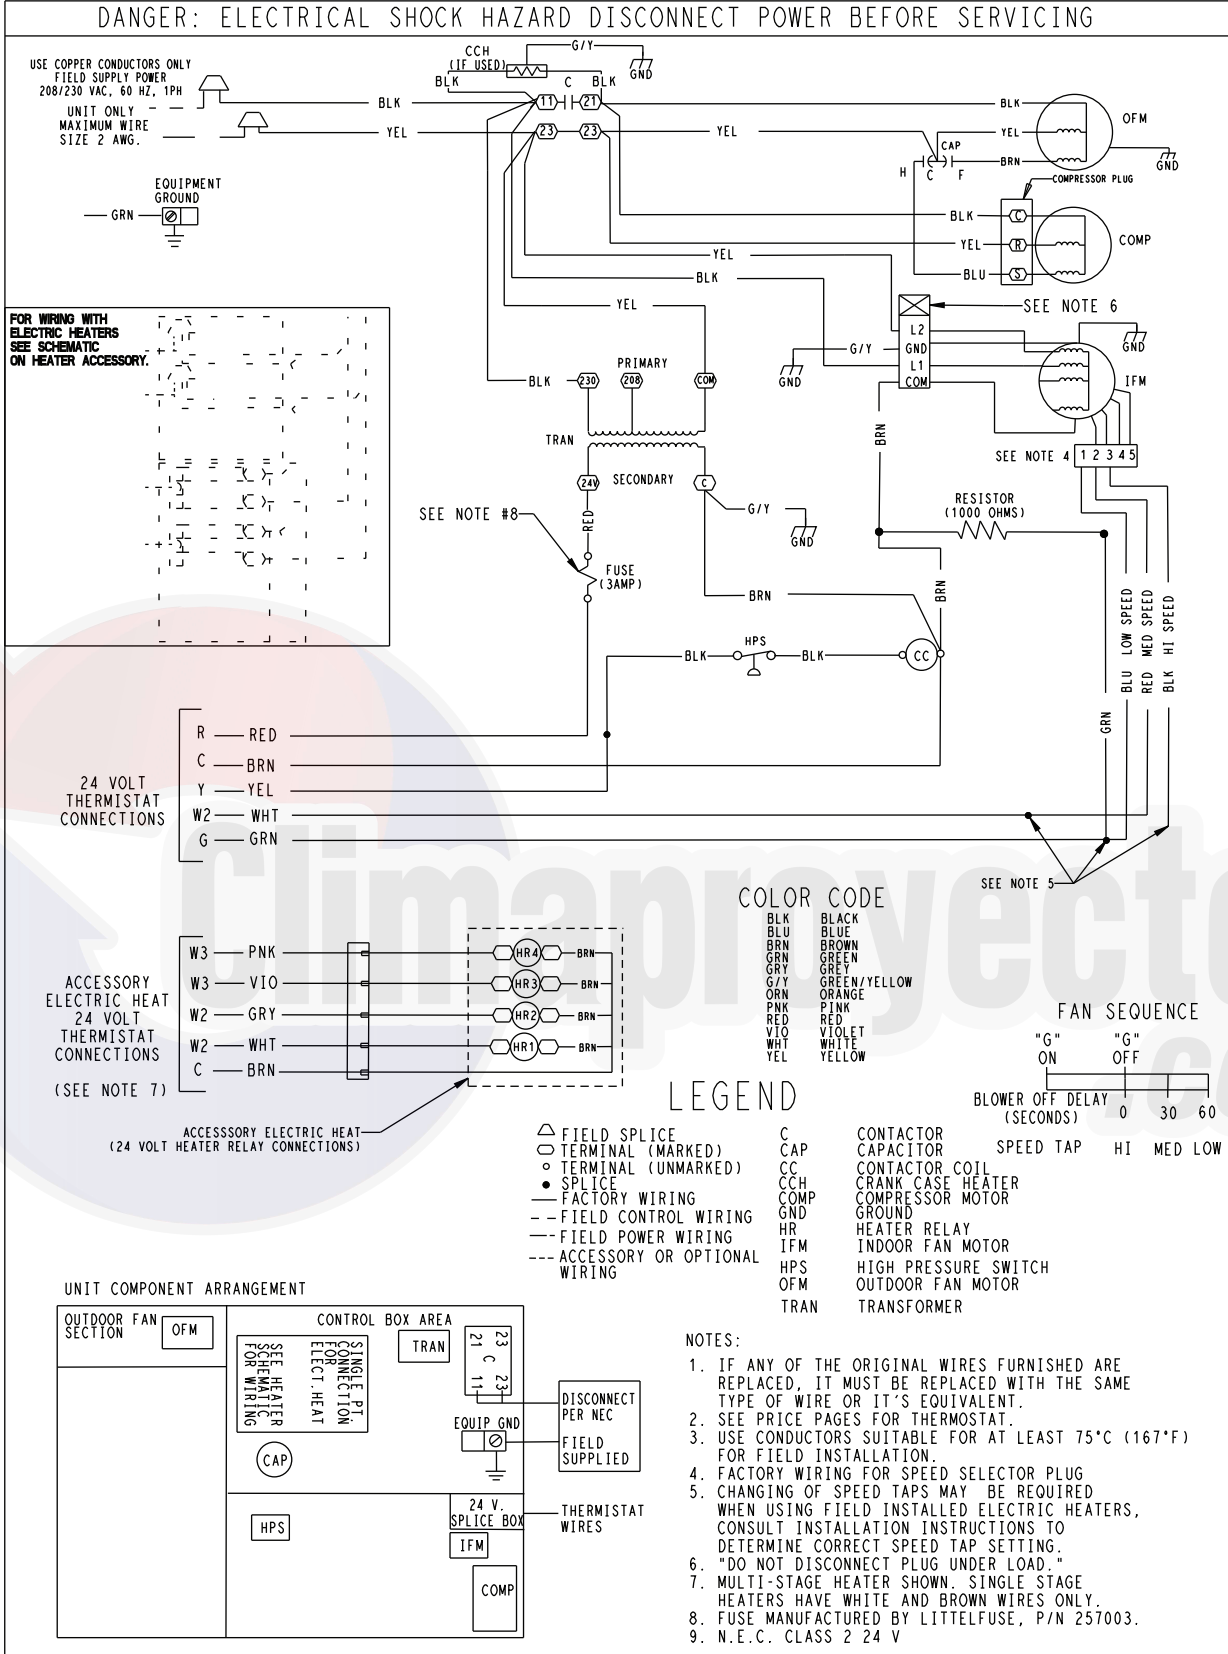 DANGER: ELECTRICAL SHOCK HAZARD DISCONNECT POWER BEFORE SERVICING
USE COPPER CONDUCTORS ONLY
FIELD SUPPLY POWER
208/230 VAC, 60 HZ, 1PH
UNIT ONLY
MAXIMUM WIRE
SIZE 2 AWG.
BLK
YEL
CCH
(IF USED)
BLK
G/Y
GND
C
BLK
11
21
23
23
YEL
BLK
YEL
BRN
OFM
GND
CAP
H
C
F
COMPRESSOR PLUG
BLK
C
YEL
R
BLU
S
COMP
EQUIPMENT
GROUND
GRN
YEL
BLK
YEL
SEE NOTE 6
L2
GND
L1
COM
G/Y
GND
GND
IFM
FOR WIRING WITH
ELECTRIC HEATERS
SEE SCHEMATIC
ON HEATER ACCESSORY.
PRIMARY
BLK
230
208
COM
TRAN
SECONDARY
24V
C
BRN
SEE NOTE 4
1 2 3 4 5
SEE NOTE #8
RED
G/Y
GND
RESISTOR
(1000 OHMS)
FUSE
(3AMP)
BRN
BRN
BLK
HPS
BLK
CC
BLU LOW SPEED
RED MED SPEED
BLK HI SPEED
GRN
24 VOLT
THERMISTAT
CONNECTIONS
R RED
C BRN
Y YEL
W2 WHT
G GRN
SEE NOTE 5
Climaproyecto
.co
ACCESSORY
ELECTRIC HEAT
24 VOLT
THERMISTAT
CONNECTIONS
(SEE NOTE 7)
W3 PNK
W3 VIO
W2 GRY
W2 WHT
C BRN
HR4 BRN
HR3 BRN
HR2 BRN
HR1 BRN
ACCESSSORY ELECTRIC HEAT
(24 VOLT HEATER RELAY CONNECTIONS)
COLOR CODE
BLK BLACK
BLU BLUE
BRN BROWN
GRN GREEN
GRY GREY
G/Y GREEN/YELLOW
ORN ORANGE
PNK PINK
RED RED
VIO VIOLET
WHT WHITE
YEL YELLOW
FAN SEQUENCE
"G" "G"
ON OFF
BLOWER OFF DELAY
(SECONDS)
0 30 60
SPEED TAP HI MED LOW
LEGEND
FIELD SPLICE
TERMINAL (MARKED)
TERMINAL (UNMARKED)
SPLICE
FACTORY WIRING
FIELD CONTROL WIRING
FIELD POWER WIRING
ACCESSORY OR OPTIONAL
WIRING
C CONTACTOR
CAP CAPACITOR
CC CONTACTOR COIL
CCH CRANK CASE HEATER
COMP COMPRESSOR MOTOR
GND GROUND
HR HEATER RELAY
IFM INDOOR FAN MOTOR
HPS HIGH PRESSURE SWITCH
OFM OUTDOOR FAN MOTOR
TRAN TRANSFORMER
UNIT COMPONENT ARRANGEMENT
OUTDOOR FAN
SECTION
OFM
CONTROL BOX AREA
SINGLE PT.
CONNECTION
FOR
ELECT.HEAT
SEE HEATER
SCHEMATIC
FOR WIRING
TRAN
23
21
C
23
11
CAP
EQUIP GND
DISCONNECT
PER NEC
FIELD
SUPPLIED
HPS
24 V.
SPLICE BOX
THERMISTAT
WIRES
IFM
COMP
NOTES:
1. IF ANY OF THE ORIGINAL WIRES FURNISHED ARE
REPLACED, IT MUST BE REPLACED WITH THE SAME
TYPE OF WIRE OR IT'S EQUIVALENT.
2. SEE PRICE PAGES FOR THERMOSTAT.
3. USE CONDUCTORS SUITABLE FOR AT LEAST 75°C (167°F)
FOR FIELD INSTALLATION.
4. FACTORY WIRING FOR SPEED SELECTOR PLUG
5. CHANGING OF SPEED TAPS MAY BE REQUIRED
WHEN USING FIELD INSTALLED ELECTRIC HEATERS,
CONSULT INSTALLATION INSTRUCTIONS TO
DETERMINE CORRECT SPEED TAP SETTING.
6. "DO NOT DISCONNECT PLUG UNDER LOAD."
7. MULTI-STAGE HEATER SHOWN. SINGLE STAGE
HEATERS HAVE WHITE AND BROWN WIRES ONLY.
8. FUSE MANUFACTURED BY LITTELFUSE, P/N 257003.
9. N.E.C. CLASS 2 24 V